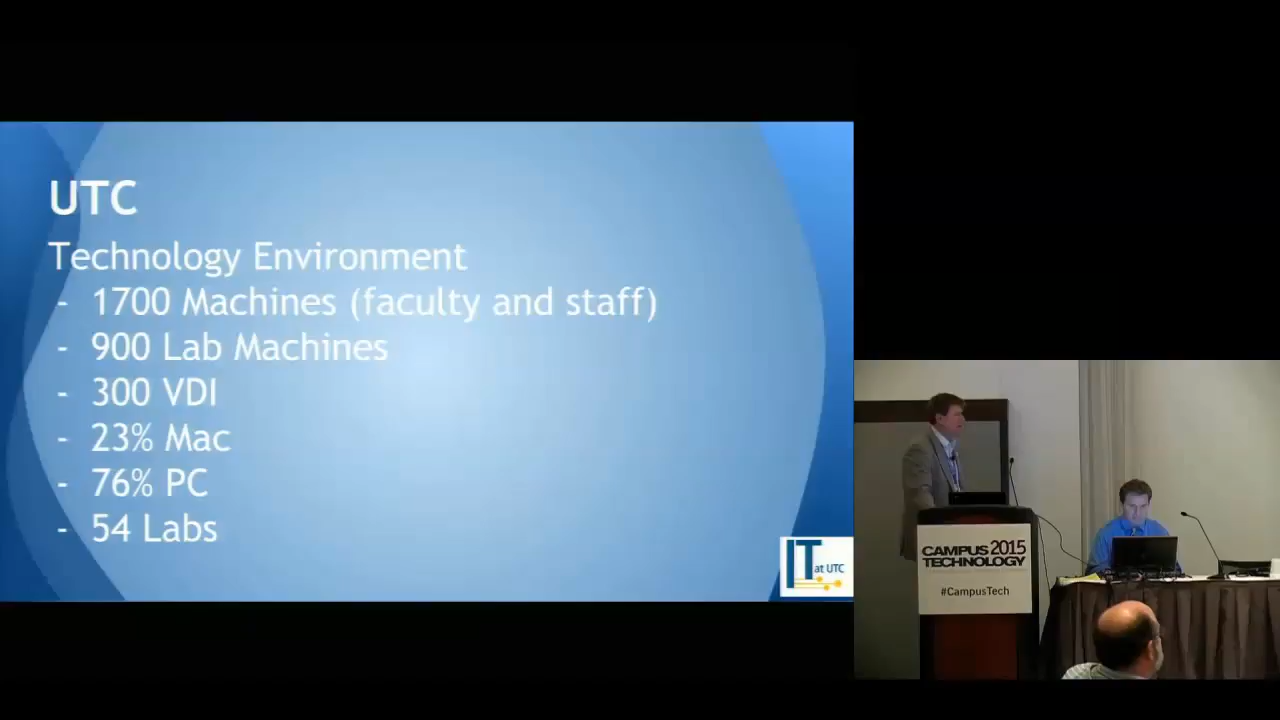 UTC
Technology Environment
- 1700 Machines (faculty and staff)
- 900 Lab Machines
- 300 VDI
- 23% Mac
- 76% PC
- 54 Labs
IT at UTC
CAMPUS 2015
TECHNOLOGY
#CampusTech